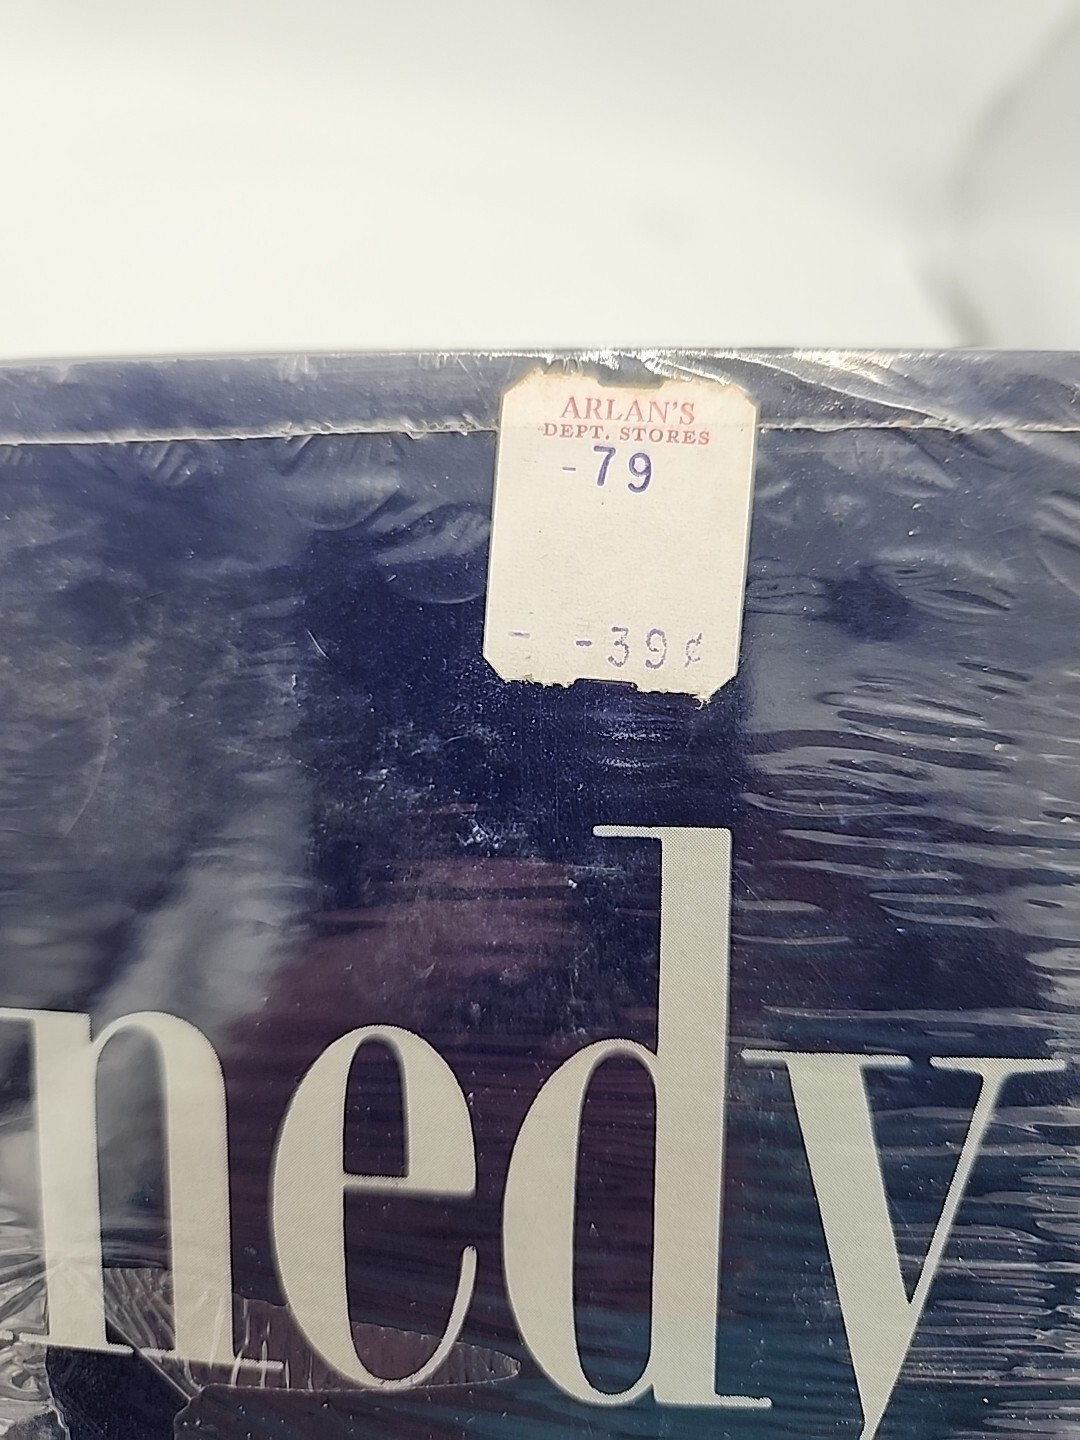 ARLAN'S
DEPT. STORES
-79
- -39¢
nedy